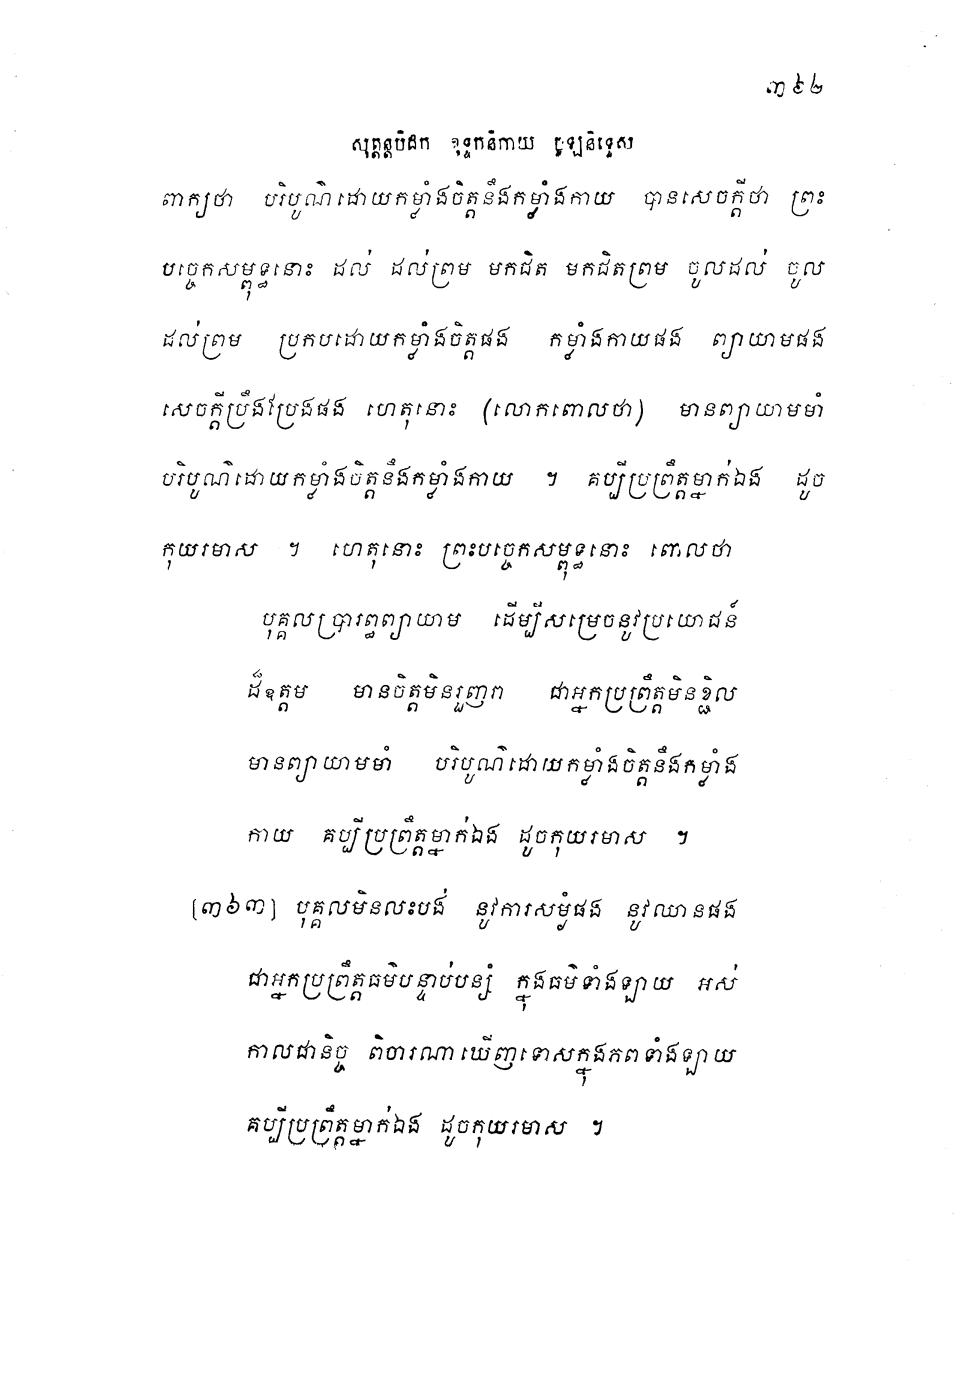 ៣៩២
សុត្តន្តបិដក ខុទ្ទកនិកាយ ចូឡនិទ្ទេស
ពាក្យថា បរិបូណ៌ដោយកម្លាំងចិត្តនឹងកម្លាំងកាយ បានសេចក្តីថា ព្រះ
បច្ចេកសម្ពុទ្ធនោះ ដល់ ដល់ព្រម មកជិត មកជិតព្រម ចូលដល់ ចូល
ដល់ព្រម ប្រកបដោយកម្លាំងចិត្តផង កម្លាំងកាយផង ព្យាយាមផង
សេចក្តីប្រឹងប្រែងផង ហេតុនោះ (លោកពោលថា) មានព្យាយាមមាំ
បរិបូណ៌ដោយកម្លាំងចិត្តនឹងកម្លាំងកាយ ។ គប្បីប្រព្រឹត្តម្នាក់ឯង ដូច
កុយរមាស ។ ហេតុនោះ ព្រះបច្ចេកសម្ពុទ្ធនោះ ពោលថា
បុគ្គលប្រារព្ធព្យាយាម ដើម្បីសម្រេចនូវប្រយោជន៍
ដ៏ឧត្តម មានចិត្តមិនរួញរា ជាអ្នកប្រព្រឹត្តមិនខ្ជិល
មានព្យាយាមមាំ បរិបូណ៌ដោយកម្លាំងចិត្តនឹងកម្លាំង
កាយ គប្បីប្រព្រឹត្តម្នាក់ឯង ដូចកុយរមាស ។
[៣៦៣] បុគ្គលមិនលះបង់ នូវការសម្ងំផង នូវឈានផង
ជាអ្នកប្រព្រឹត្តធម៌បន្ទាប់បន្សំ ក្នុងធម៌ទាំងឡាយ អស់
កាលជានិច្ច ពិចារណាឃើញទោសក្នុងភពទាំងឡាយ
គប្បីប្រព្រឹត្តម្នាក់ឯង ដូចកុយរមាស ។